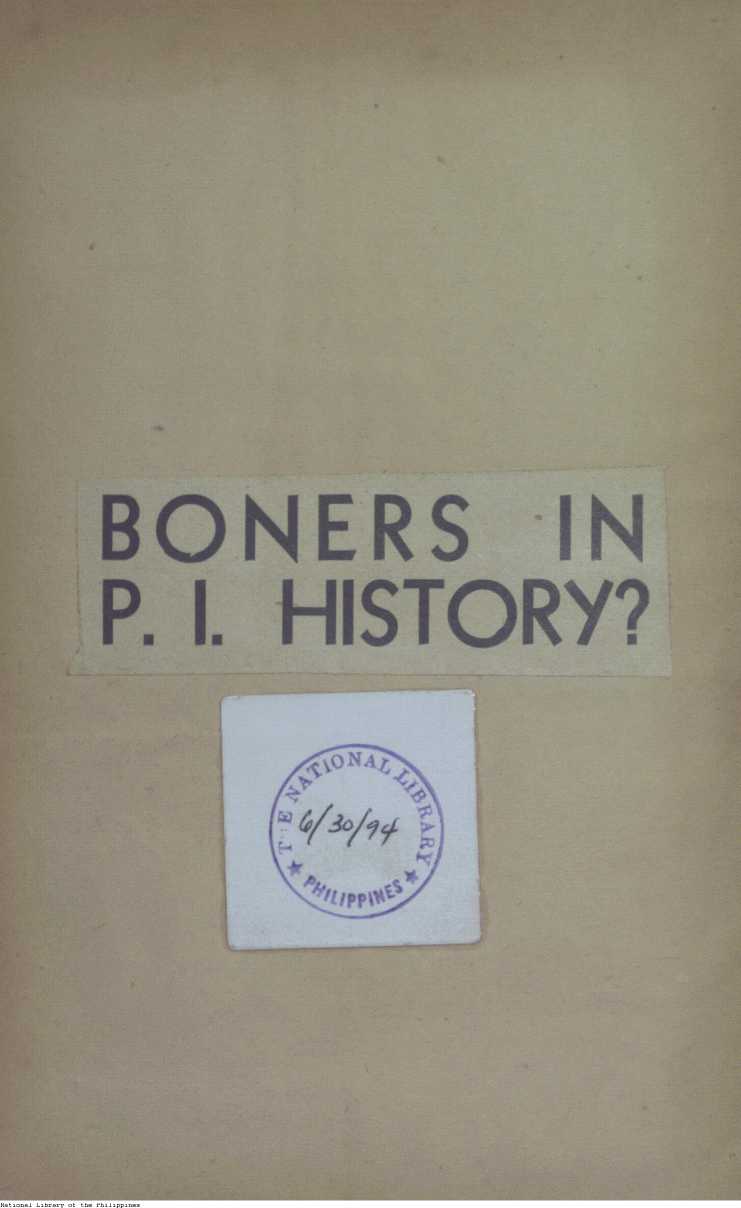 BONERS IN
P. I. HISTORY?
THE NATIONAL LIBRARY
6/30/94
★ PHILIPPINES ★
National Library of the Philippines